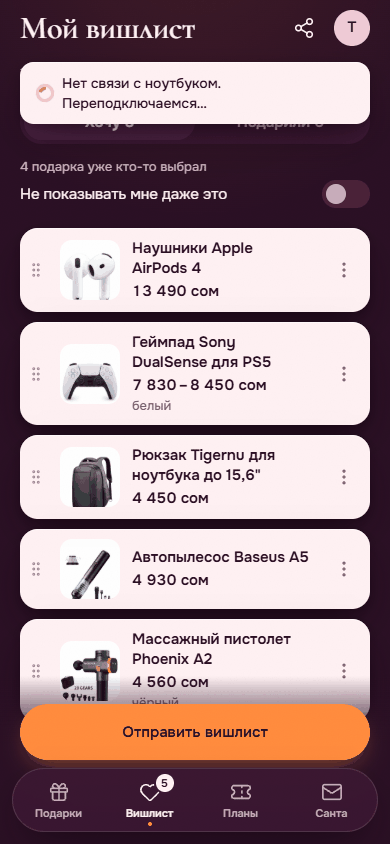 Мой вишлист
Т
Нет связи с ноутбуком.
Переподключаемся…
4 подарка уже кто-то выбрал
Не показывать мне даже это
Наушники Apple
AirPods 4
13 490 сом
Геймпад Sony
DualSense для PS5
7 830 – 8 450 сом
белый
Рюкзак Tigernu для
ноутбука до 15,6"
4 450 сом
Автопылесос Baseus A5
4 930 сом
Массажный пистолет
Phoenix A2
4 560 сом
чёрный
Отправить вишлист
5
Подарки
Вишлист
Планы
Санта